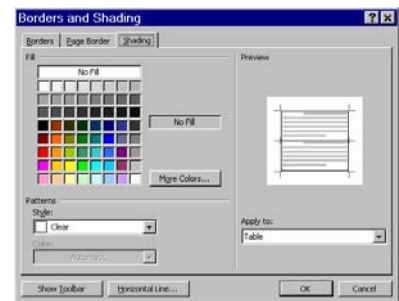 Borders and Shading
Borders
Page Border
Shading
Fill
No Fill
No Fill
More Colors...
Patterns
Style:
Clear
Color:
Automatic
Preview
Apply to:
Table
Show Toolbar
Horizontal Line...
OK
Cancel